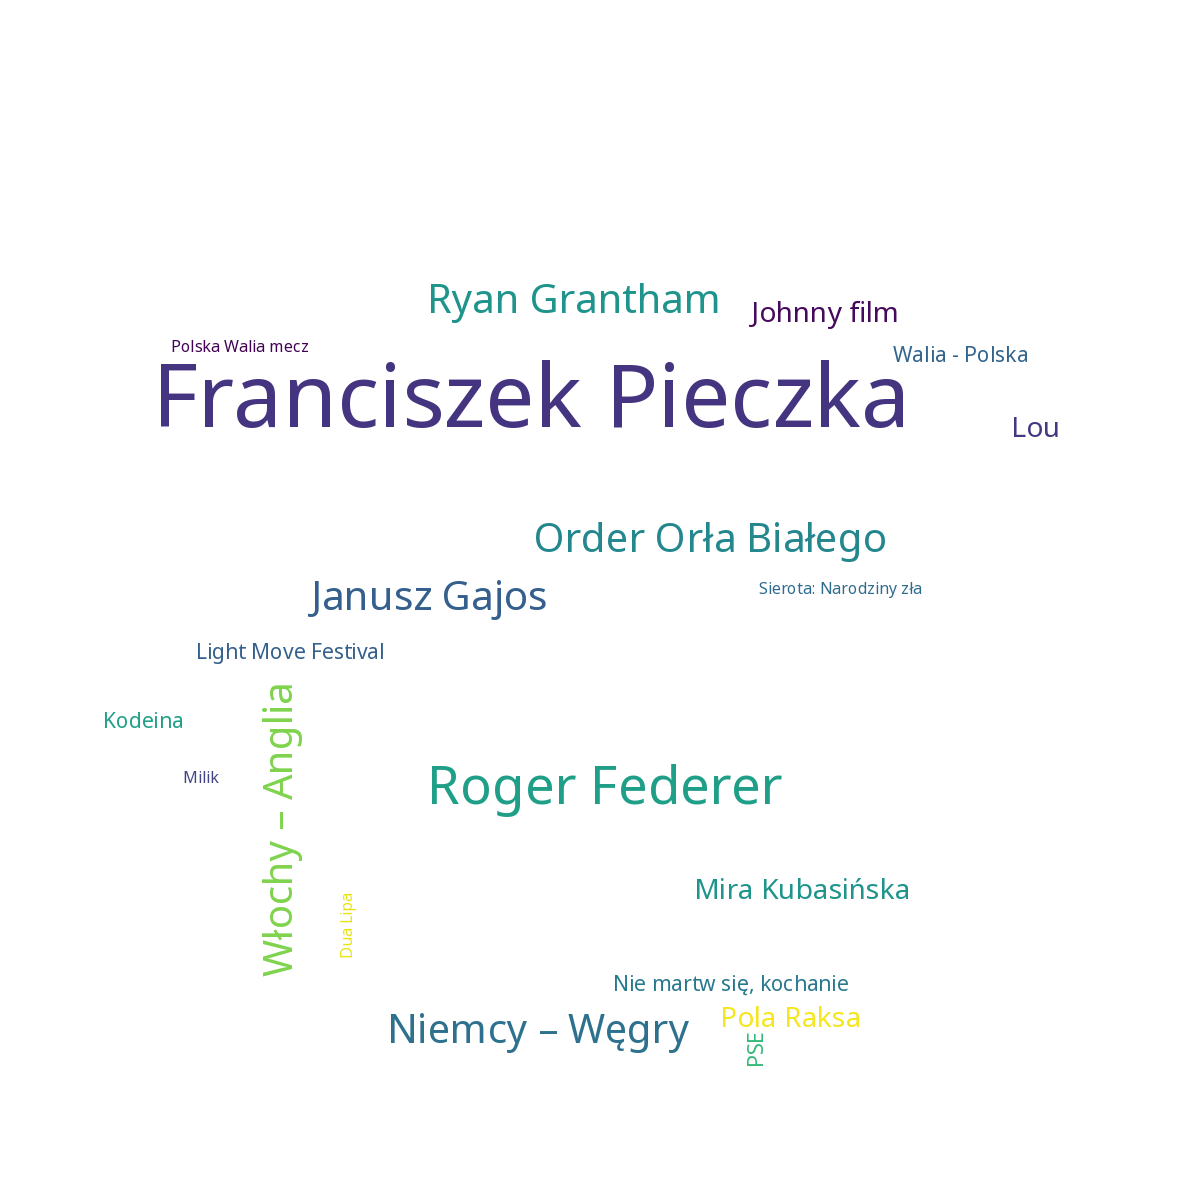 Ryan Grantham
Johnny film
Polska Walia mecz
Walia - Polska
Franciszek Pieczka
Lou
Order Orła Białego
Janusz Gajos
Sierota: Narodziny zła
Light Move Festival
Kodeina
Włochy – Anglia
Milik
Roger Federer
Mira Kubasińska
Dua Lipa
Nie martw się, kochanie
Pola Raksa
Niemcy – Węgry
PSE